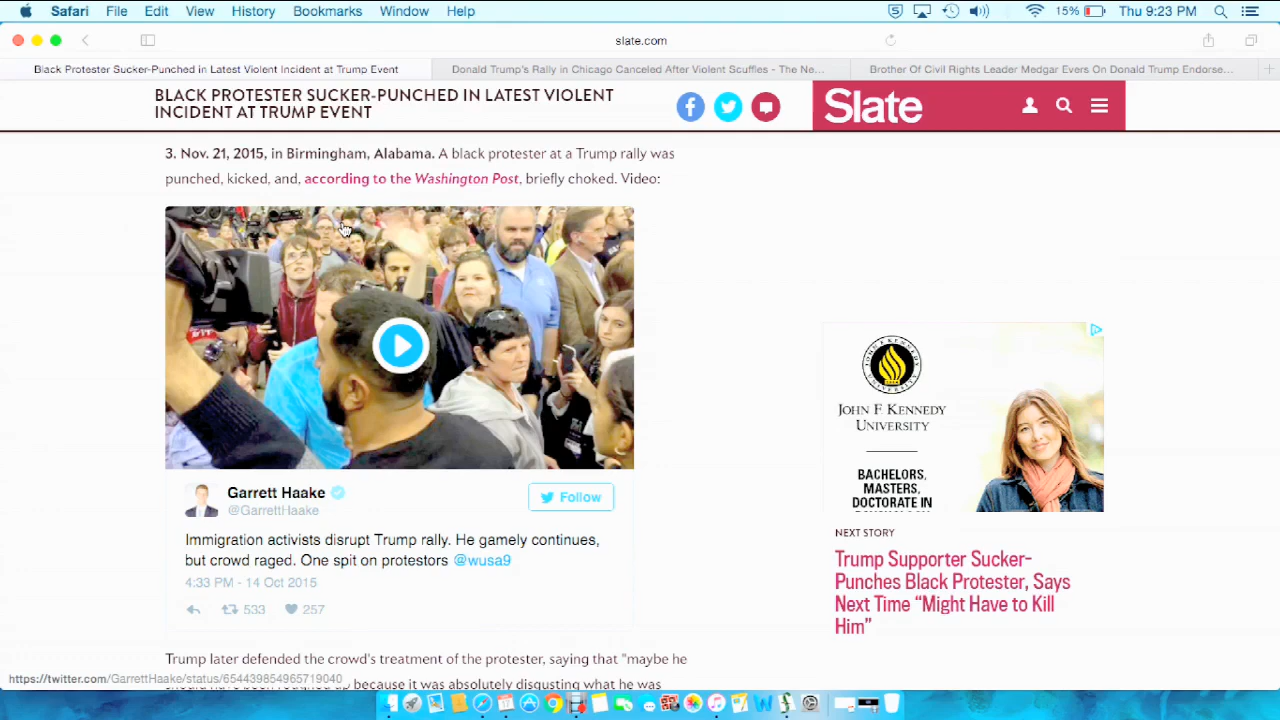 Safari File Edit View History Bookmarks Window Help 15% Thu 9:23 PM
slate.com
Black Protester Sucker-Punched in Latest Violent Incident at Trump Event
Donald Trump's Rally in Chicago Canceled After Violent Scuffles - The Ne...
Brother Of Civil Rights Leader Medgar Evers On Donald Trump Endorse...
BLACK PROTESTER SUCKER-PUNCHED IN LATEST VIOLENT
INCIDENT AT TRUMP EVENT
Slate
3. Nov. 21, 2015, in Birmingham, Alabama. A black protester at a Trump rally was
punched, kicked, and, according to the Washington Post, briefly choked. Video:
Garrett Haake
@GarrettHaake
Follow
Immigration activists disrupt Trump rally. He gamely continues,
but crowd raged. One spit on protestors @wusa9
4:33 PM - 14 Oct 2015
533 257
Trump later defended the crowd's treatment of the protester, saying that "maybe he
because it was absolutely disgusting what he was
https://twitter.com/GarrettHaake/status/654439854965719040
JOHN F KENNEDY
UNIVERSITY
BACHELORS,
MASTERS,
DOCTORATE IN
NEXT STORY
Trump Supporter Sucker-
Punches Black Protester, Says
Next Time "Might Have to Kill
Him"